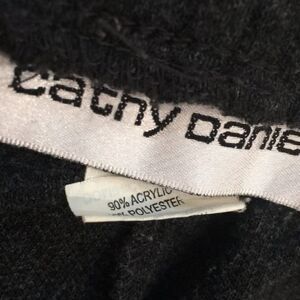 cathy Danie
90% ACRYLIC
POLYESTER